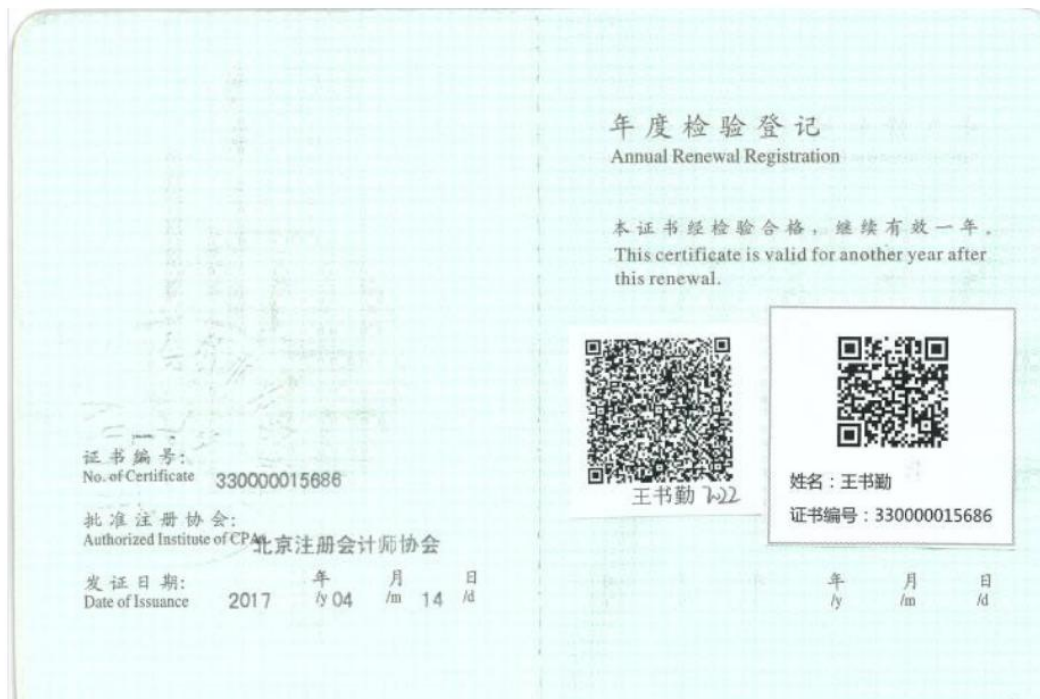 证书编号:
No. of Certificate 330000015686
批准注册协会:
Authorized Institute of CPAs 北京注册会计师协会
发证日期: 年 月 日
Date of Issuance 2017 /y 04 /m 14 /d
年度检验登记
Annual Renewal Registration
本证书经检验合格，继续有效一年。
This certificate is valid for another year after
this renewal.
王书勤 2022
姓名：王书勤
证书编号：330000015686
年 月 日
/y /m /d